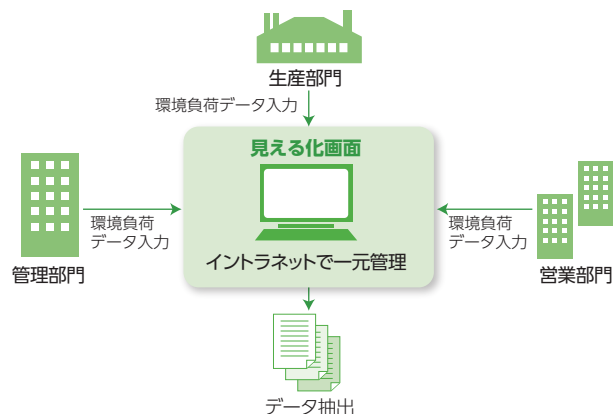 生産部門
環境負荷データ入力
見える化画面
環境負荷
データ入力
管理部門
イントラネットで一元管理
環境負荷
データ入力
営業部門
データ抽出